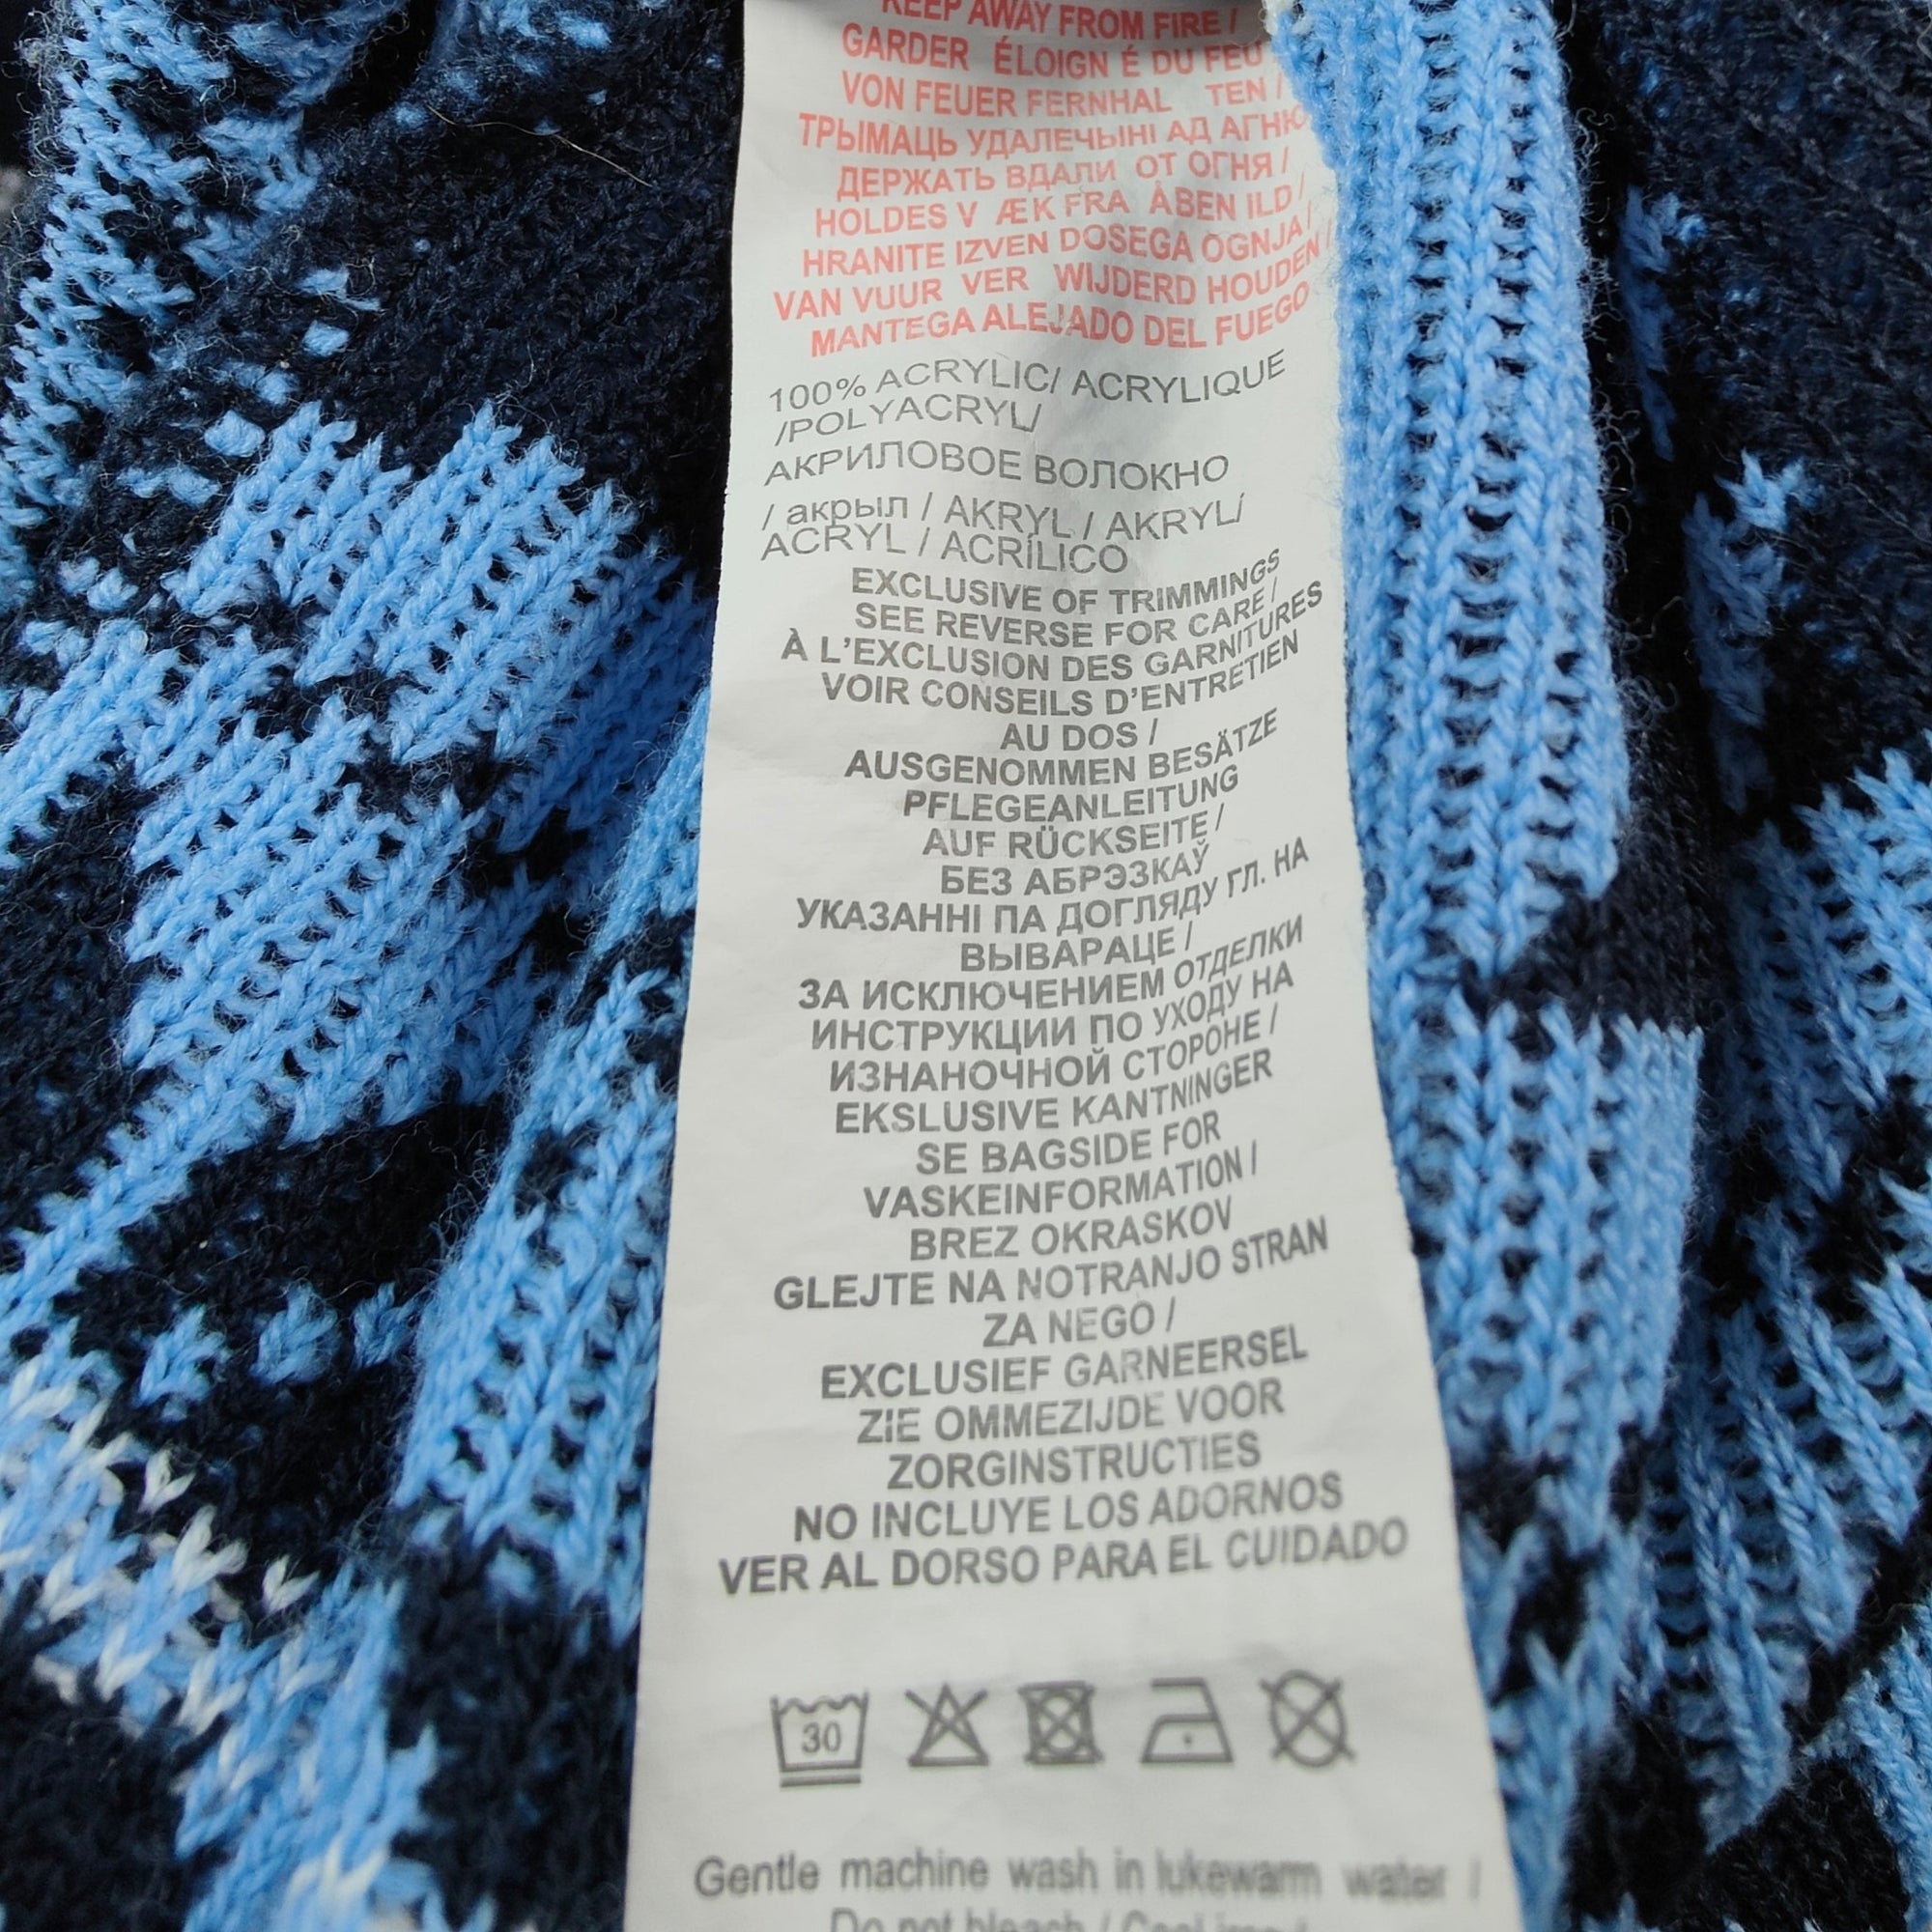 KEEP AWAY FROM FIRE /
GARDER ÉLOIGN É DU FEU
VON FEUER FERNHAL TEN /
ТРЫМАЦЬ УДАЛЕЧЫНІ АД АГНЮ
ДЕРЖАТЬ ВДАЛИ ОТ ОГНЯ /
HOLDES V ÆK FRA ÅBEN ILD /
HRANITE IZVEN DOSEGA OGNJA /
VAN VUUR VER WIJDERD HOUDEN /
MANTEGA ALEJADO DEL FUEGO
100% ACRYLIC/ ACRYLIQUE
/POLYACRYL/
АКРИЛОВОЕ ВОЛОКНО
/ акрыл / AKRYL / AKRYL/
ACRYL / ACRÍLICO
EXCLUSIVE OF TRIMMINGS
SEE REVERSE FOR CARE /
À L'EXCLUSION DES GARNITURES
VOIR CONSEILS D'ENTRETIEN
AU DOS /
AUSGENOMMEN BESÄTZE
PFLEGEANLEITUNG
AUF RÜCKSEITE /
БЕЗ АБРЭЗКАЎ
УКАЗАННІ ПА ДОГЛЯДУ ГЛ. НА
ВЫВАРАЦЕ /
ЗА ИСКЛЮЧЕНИЕМ ОТДЕЛКИ
ИНСТРУКЦИИ ПО УХОДУ НА
ИЗНАНОЧНОЙ СТОРОНЕ /
EKSLUSIVE KANTNINGER
SE BAGSIDE FOR
VASKEINFORMATION /
BREZ OKRASKOV
GLEJTE NA NOTRANJO STRAN
ZA NEGO /
EXCLUSIEF GARNEERSEL
ZIE OMMEZIJDE VOOR
ZORGINSTRUCTIES
NO INCLUYE LOS ADORNOS
VER AL DORSO PARA EL CUIDADO
30
Gentle machine wash in lukewarm water /
Do not bleach / Cool iron /